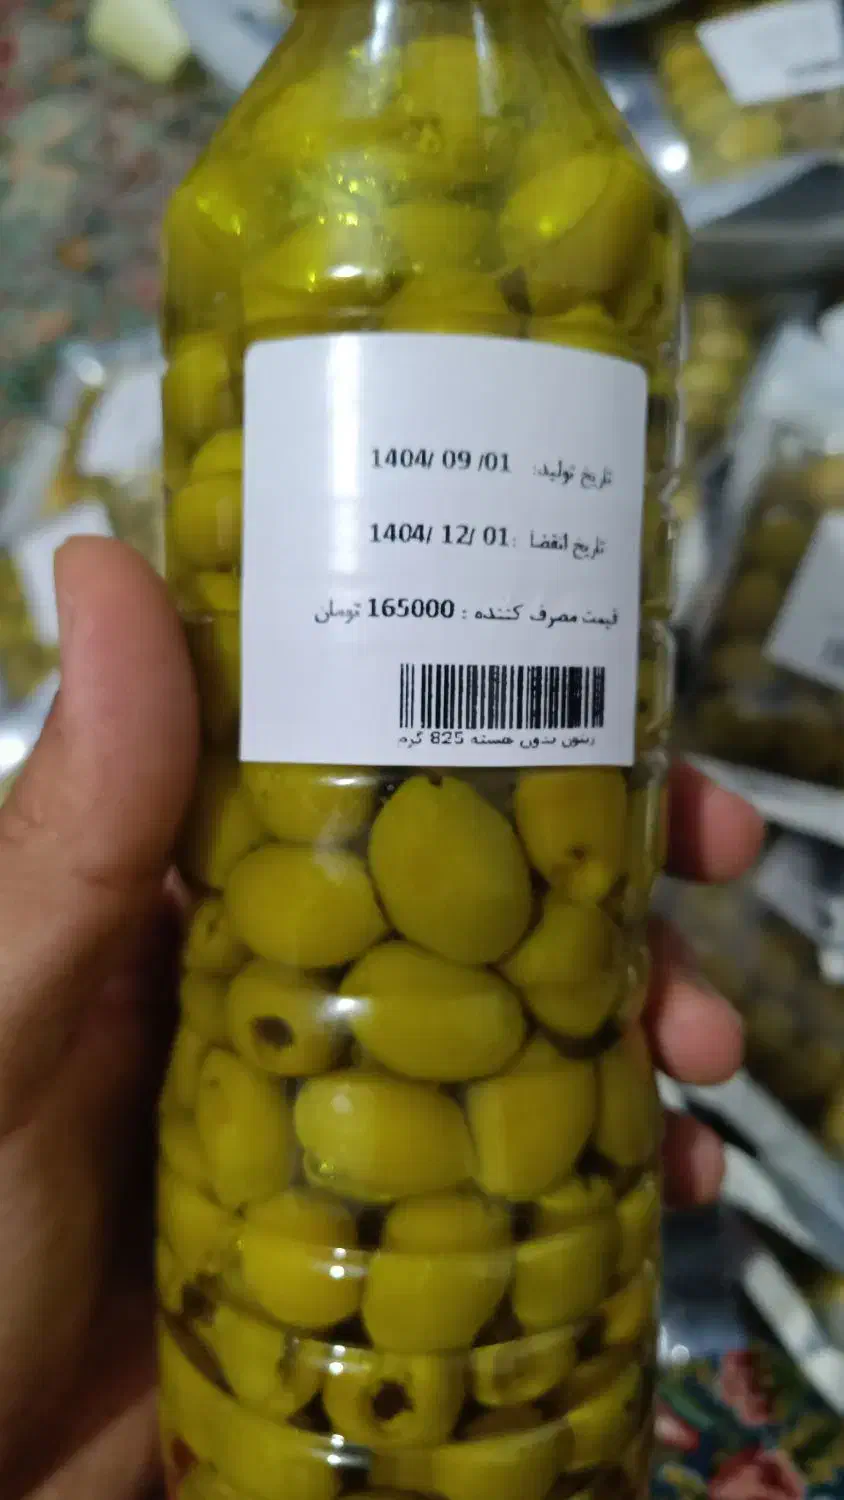 تاریخ تولید: 1404/ 09 /01
تاریخ انقضا :01 /12 /1404
قیمت مصرف کننده : 165000 تومان
زیتون بدون هسته 825 گرم